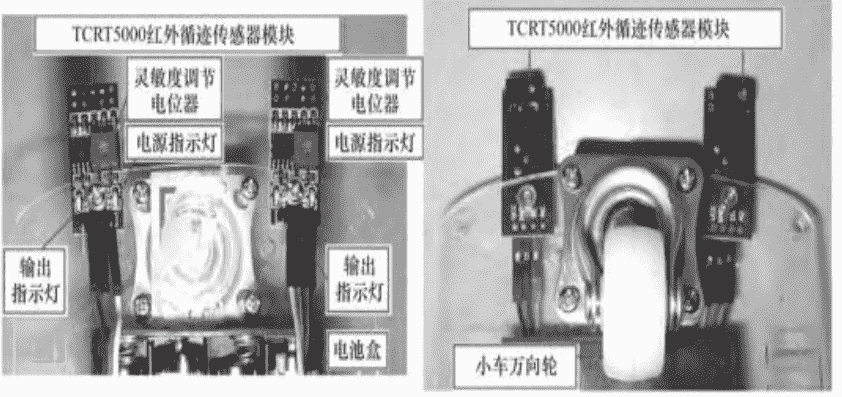 TCRT5000红外循迹传感器模块
灵敏度调节
电位器
灵敏度调节
电位器
电源指示灯
电源指示灯
输出
指示灯
输出
指示灯
电池盒
TCRT5000红外循迹传感器模块
小车万向轮